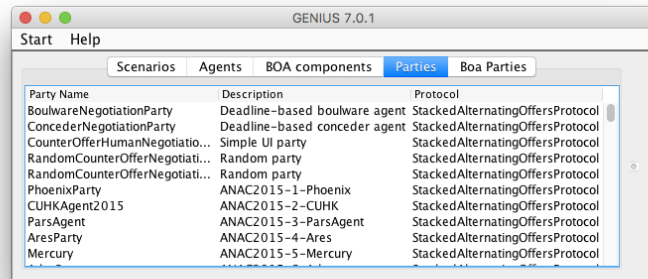 GENIUS 7.0.1
Start Help
Scenarios Agents BOA components Parties Boa Parties
Party Name Description Protocol
BoulwareNegotiationParty Deadline-based boulware agent StackedAlternatingOffersProtocol
ConcederNegotiationParty Deadline-based conceder agent StackedAlternatingOffersProtocol
CounterOfferHumanNegotiatio... Simple UI party StackedAlternatingOffersProtocol
RandomCounterOfferNegotiati... Random party StackedAlternatingOffersProtocol
RandomCounterOfferNegotiati... Random party StackedAlternatingOffersProtocol
PhoenixParty ANAC2015-1-Phoenix StackedAlternatingOffersProtocol
CUHKAgent2015 ANAC2015-2-CUHK StackedAlternatingOffersProtocol
ParsAgent ANAC2015-3-ParsAgent StackedAlternatingOffersProtocol
AresParty ANAC2015-4-Ares StackedAlternatingOffersProtocol
Mercury ANAC2015-5-Mercury StackedAlternatingOffersProtocol